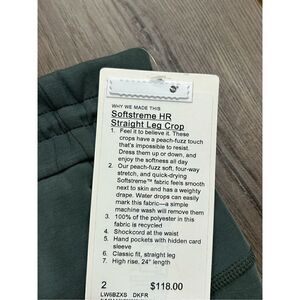 WHY WE MADE THIS
Softstreme HR
Straight Leg Crop
1. Feel it to believe it. These
crops have a peach-fuzz touch
that's impossible to resist.
Dress them up or down, and
enjoy the softness all day
2. Our peach-fuzz soft, four-way
stretch, and quick-drying
Softstreme™ fabric feels smooth
next to skin and has a weighty
drape. Water drops can easily
mark this fabric—a simple
machine wash will remove them
3. 100% of the polyester in this
fabric is recycled
4. Shockcord at the waist
5. Hand pockets with hidden card
sleeve
6. Classic fit, straight leg
7. High rise, 24" length
2 $118.00
LW6BZXS DKFR